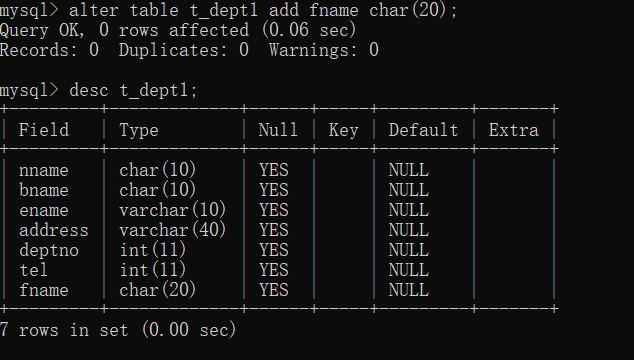 mysql> alter table t_dept1 add fname char(20);
Query OK, 0 rows affected (0.06 sec)
Records: 0  Duplicates: 0  Warnings: 0

mysql> desc t_dept1;
+---------+-------------+------+-----+---------+-------+
| Field   | Type        | Null | Key | Default | Extra |
+---------+-------------+------+-----+---------+-------+
| nname   | char(10)    | YES  |     | NULL    |       |
| bname   | char(10)    | YES  |     | NULL    |       |
| ename   | varchar(10) | YES  |     | NULL    |       |
| address | varchar(40) | YES  |     | NULL    |       |
| deptno  | int(11)     | YES  |     | NULL    |       |
| tel     | int(11)     | YES  |     | NULL    |       |
| fname   | char(20)    | YES  |     | NULL    |       |
+---------+-------------+------+-----+---------+-------+
7 rows in set (0.00 sec)